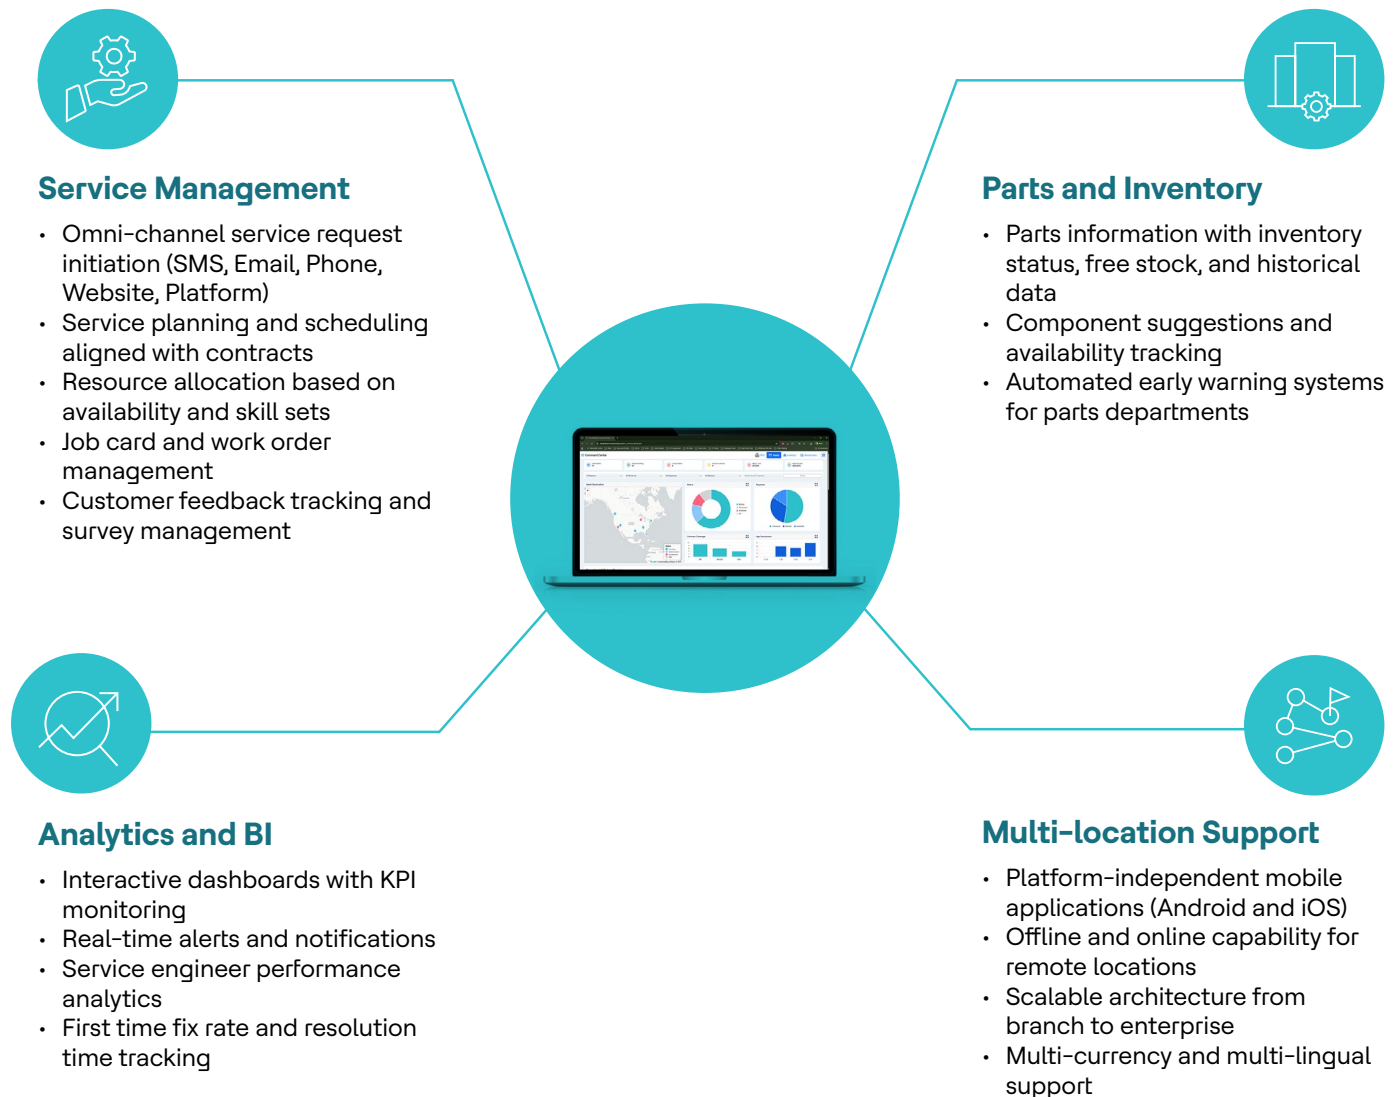 Service Management
• Omni-channel service request
initiation (SMS, Email, Phone,
Website, Platform)
• Service planning and scheduling
aligned with contracts
• Resource allocation based on
availability and skill sets
• Job card and work order
management
• Customer feedback tracking and
survey management
Parts and Inventory
• Parts information with inventory
status, free stock, and historical
data
• Component suggestions and
availability tracking
• Automated early warning systems
for parts departments
Analytics and BI
• Interactive dashboards with KPI
monitoring
• Real-time alerts and notifications
• Service engineer performance
analytics
• First time fix rate and resolution
time tracking
Multi-location Support
• Platform-independent mobile
applications (Android and iOS)
• Offline and online capability for
remote locations
• Scalable architecture from
branch to enterprise
• Multi-currency and multi-lingual
support